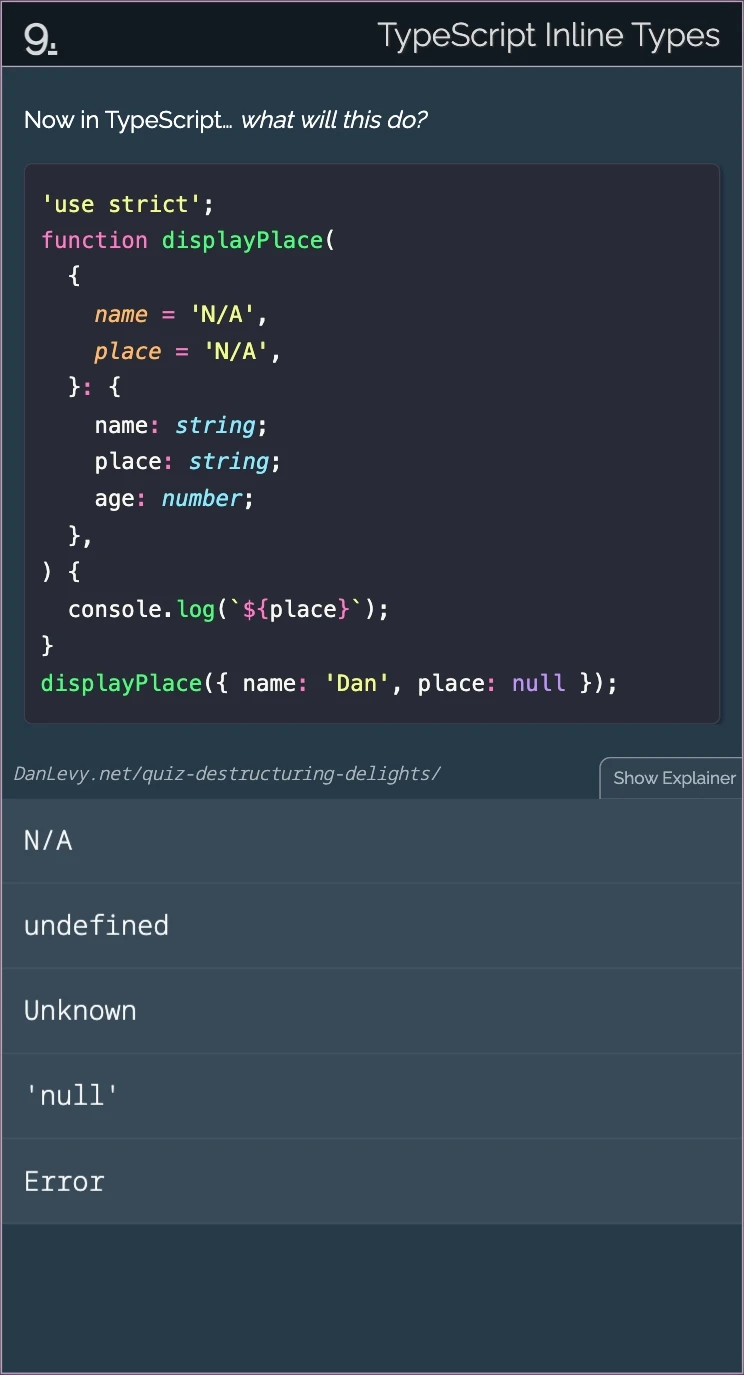 9.
TypeScript Inline Types
Now in TypeScript… what will this do?
'use strict';
function displayPlace(
  {
    name = 'N/A',
    place = 'N/A',
  }: {
    name: string;
    place: string;
    age: number;
  },
) {
  console.log(`${place}`);
}
displayPlace({ name: 'Dan', place: null });
DanLevy.net/quiz-destructuring-delights/
Show Explainer
N/A
undefined
Unknown
'null'
Error